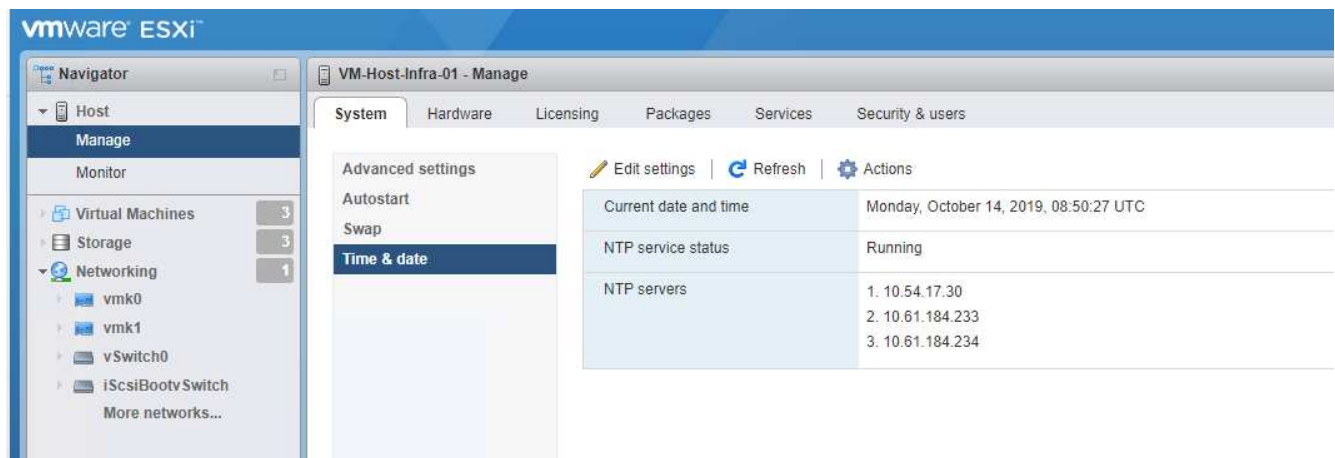 vmware ESXi™
Navigator
Host
Manage
Monitor
Virtual Machines 3
Storage 3
Networking 1
vmk0
vmk1
vSwitch0
iScsiBootvSwitch
More networks...
VM-Host-Infra-01 - Manage
System Hardware Licensing Packages Services Security & users
Advanced settings
Autostart
Swap
Time & date
Edit settings | Refresh | Actions
Current date and time Monday, October 14, 2019, 08:50:27 UTC
NTP service status Running
NTP servers 1. 10.54.17.30
2. 10.61.184.233
3. 10.61.184.234